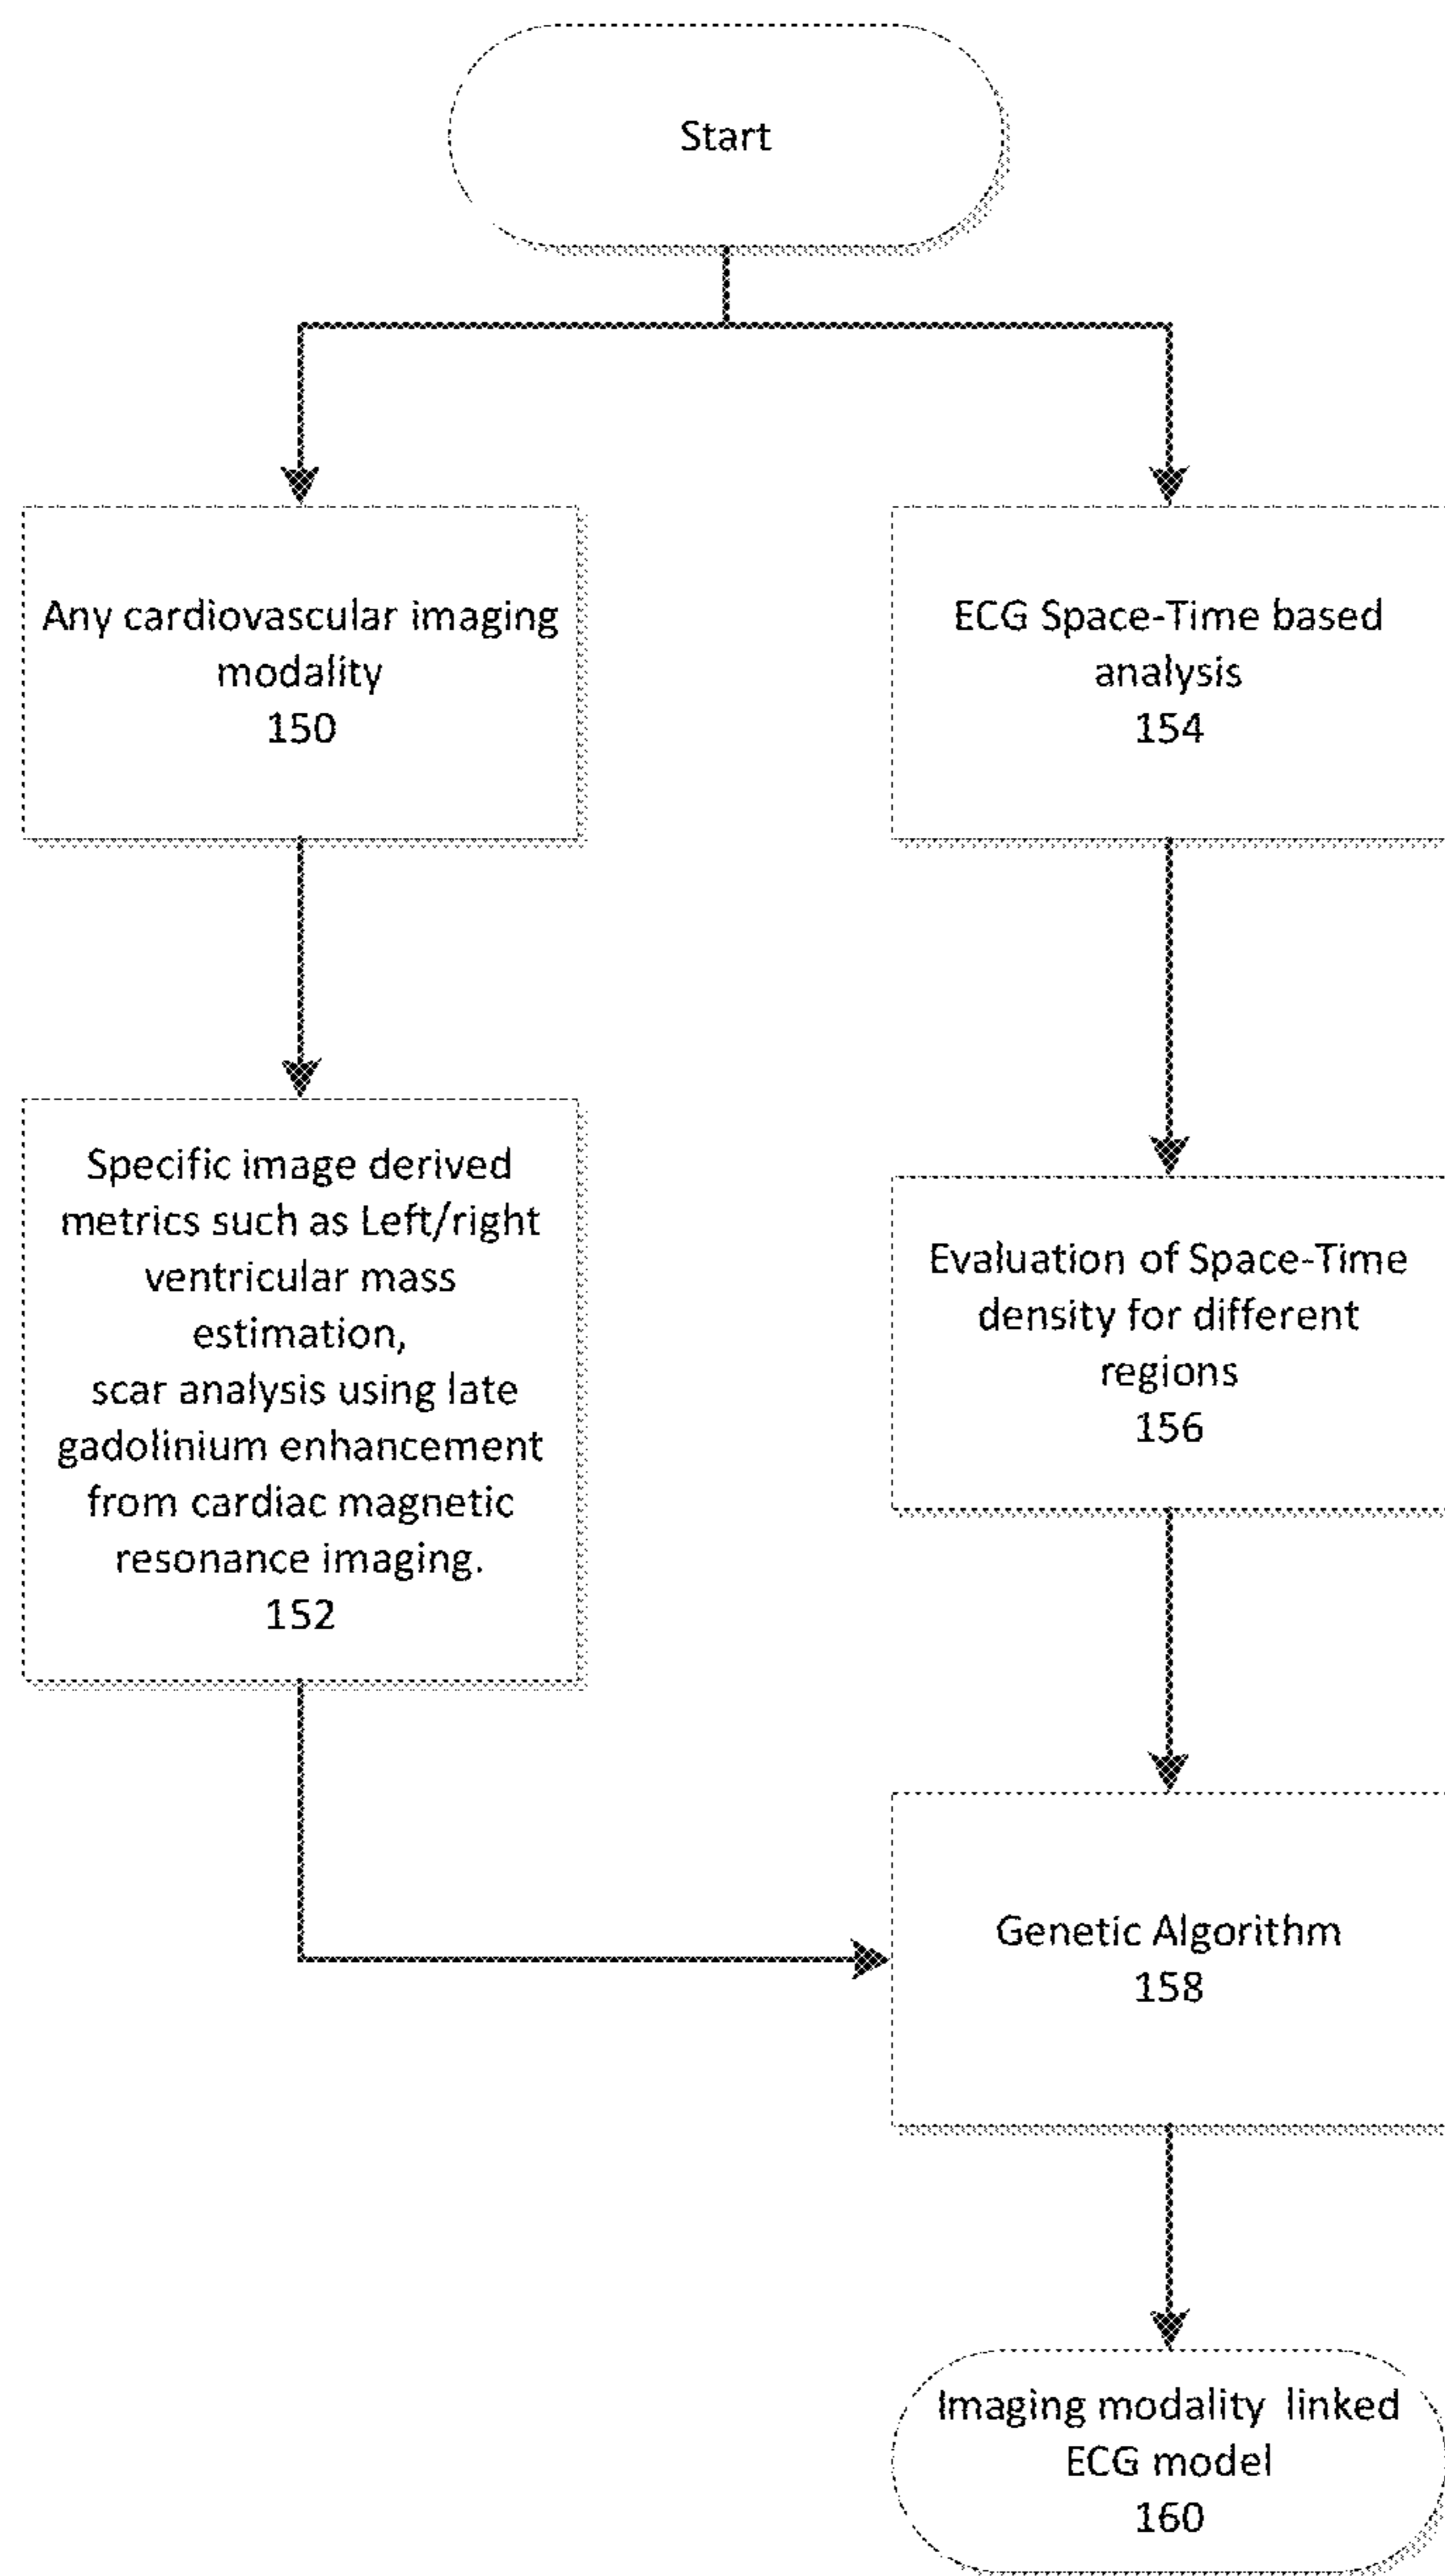 Start
Any cardiovascular imaging
modality
150
ECG Space-Time based
analysis
154
Specific image derived
metrics such as Left/right
ventricular mass
estimation,
scar analysis using late
gadolinium enhancement
from cardiac magnetic
resonance imaging.
152
Evaluation of Space-Time
density for different
regions
156
Genetic Algorithm
158
Imaging modality linked
ECG model
160